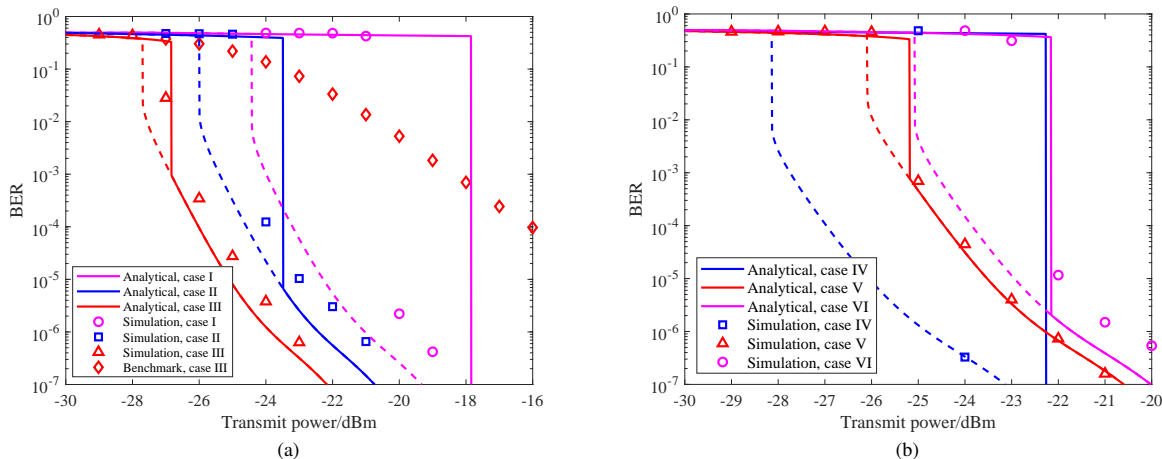 10^0
10^-1
10^-2
10^-3
10^-4
10^-5
10^-6
10^-7
BER
Analytical, case I
Analytical, case II
Analytical, case III
Simulation, case I
Simulation, case II
Simulation, case III
Benchmark, case III
-30 -28 -26 -24 -22 -20 -18 -16
Transmit power/dBm
(a)
10^0
10^-1
10^-2
10^-3
10^-4
10^-5
10^-6
10^-7
BER
Analytical, case IV
Analytical, case V
Analytical, case VI
Simulation, case IV
Simulation, case V
Simulation, case VI
-30 -29 -28 -27 -26 -25 -24 -23 -22 -21 -20
Transmit power/dBm
(b)